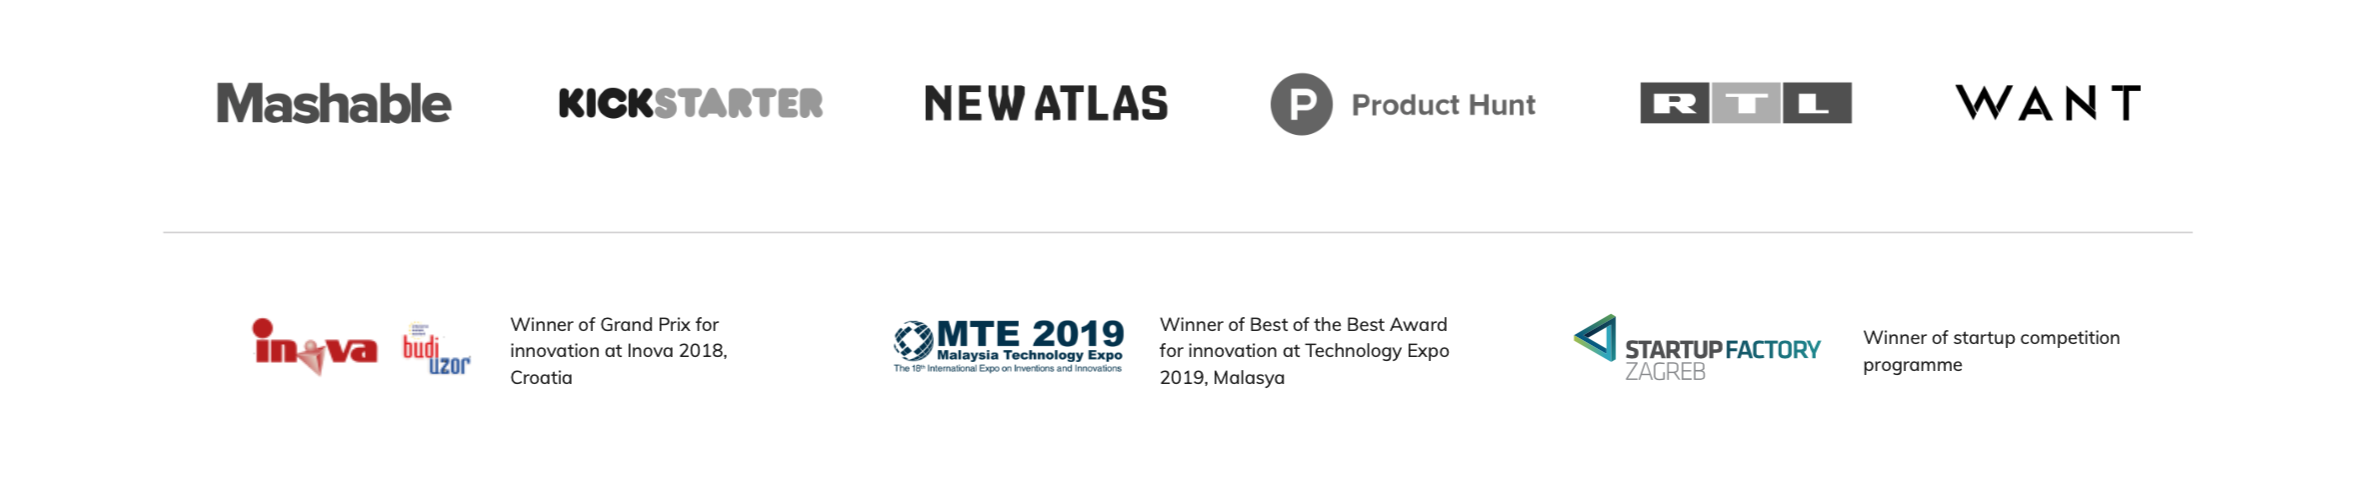 Mashable
KICKSTARTER
NEW ATLAS
P Product Hunt
RTL
WANT
inova
budi
uzor
Winner of Grand Prix for
innovation at Inova 2018,
Croatia
MTE 2019
Malaysia Technology Expo
The 18th International Expo on Inventions and Innovations
Winner of Best of the Best Award
for innovation at Technology Expo
2019, Malasya
STARTUP FACTORY
ZAGREB
Winner of startup competition
programme